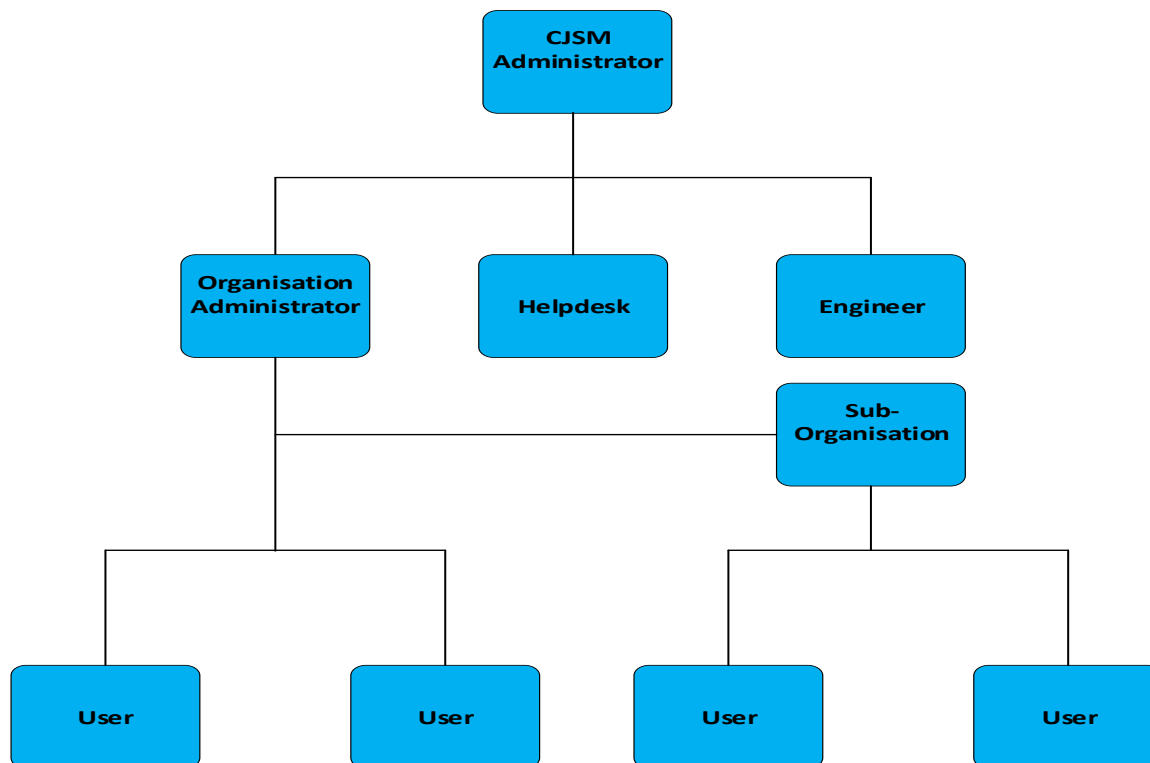 CJSM
Administrator
Organisation
Administrator
Helpdesk
Engineer
Sub-
Organisation
User
User
User
User